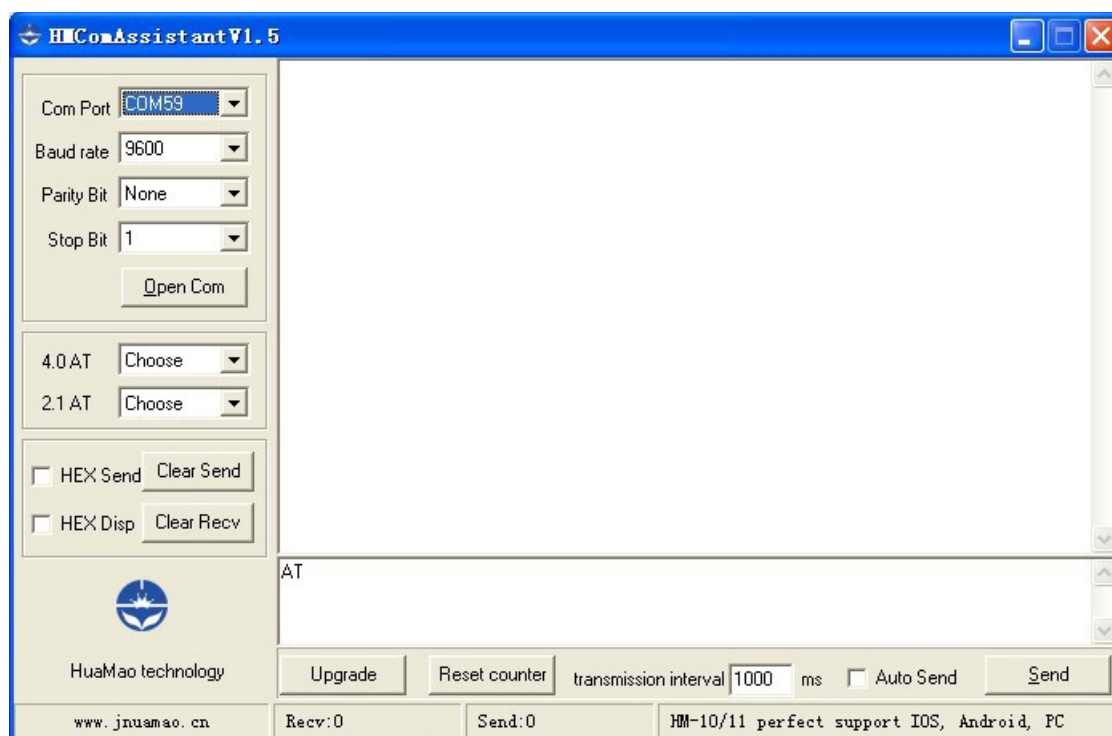 HMComAssistantV1.5
Com Port COM59
Baud rate 9600
Parity Bit None
Stop Bit 1
Open Com
4.0 AT Choose
2.1 AT Choose
HEX Send Clear Send
HEX Disp Clear Recv
AT
HuaMao technology
Upgrade Reset counter transmission interval 1000 ms Auto Send Send
www.jnuamao.cn Recv:0 Send:0 HM-10/11 perfect support IOS, Android, PC